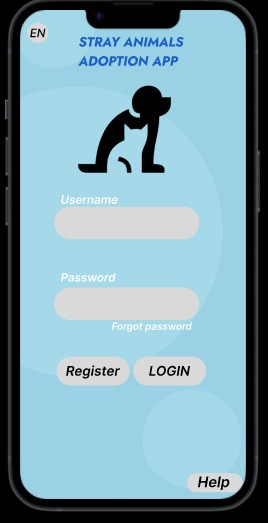 EN
STRAY ANIMALS
ADOPTION APP
Username
Password
Forgot password
Register
LOGIN
Help